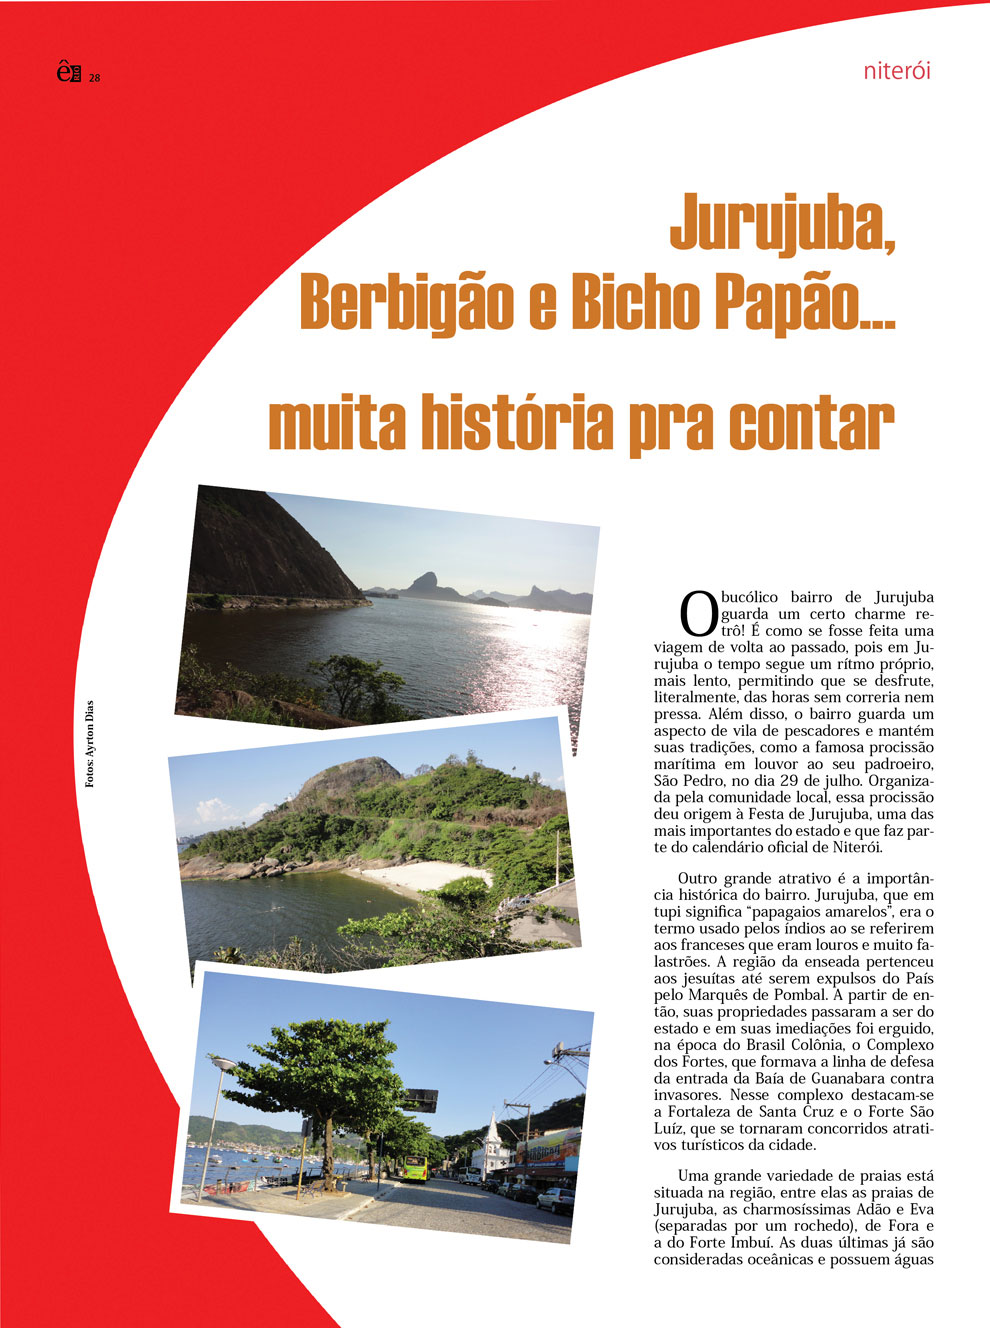 ê RIO 28
niterói
Jurujuba,
Berbigão e Bicho Papão...
muita história pra contar
Fotos: Ayrton Dias
O bucólico bairro de Jurujuba
guarda um certo charme re-
trô! É como se fosse feita uma
viagem de volta ao passado, pois em Ju-
rujuba o tempo segue um rítmo próprio,
mais lento, permitindo que se desfrute,
literalmente, das horas sem correria nem
pressa. Além disso, o bairro guarda um
aspecto de vila de pescadores e mantém
suas tradições, como a famosa procissão
marítima em louvor ao seu padroeiro,
São Pedro, no dia 29 de julho. Organiza-
da pela comunidade local, essa procissão
deu origem à Festa de Jurujuba, uma das
mais importantes do estado e que faz par-
te do calendário oficial de Niterói.
Outro grande atrativo é a importân-
cia histórica do bairro. Jurujuba, que em
tupi significa “papagaios amarelos”, era o
termo usado pelos índios ao se referirem
aos franceses que eram louros e muito fa-
lastrões. A região da enseada pertenceu
aos jesuítas até serem expulsos do País
pelo Marquês de Pombal. A partir de en-
tão, suas propriedades passaram a ser do
estado e em suas imediações foi erguido,
na época do Brasil Colônia, o Complexo
dos Fortes, que formava a linha de defesa
da entrada da Baía de Guanabara contra
invasores. Nesse complexo destacam-se
a Fortaleza de Santa Cruz e o Forte São
Luíz, que se tornaram concorridos atrati-
vos turísticos da cidade.
Uma grande variedade de praias está
situada na região, entre elas as praias de
Jurujuba, as charmosíssimas Adão e Eva
(separadas por um rochedo), de Fora e
a do Forte Imbuí. As duas últimas já são
consideradas oceânicas e possuem águas